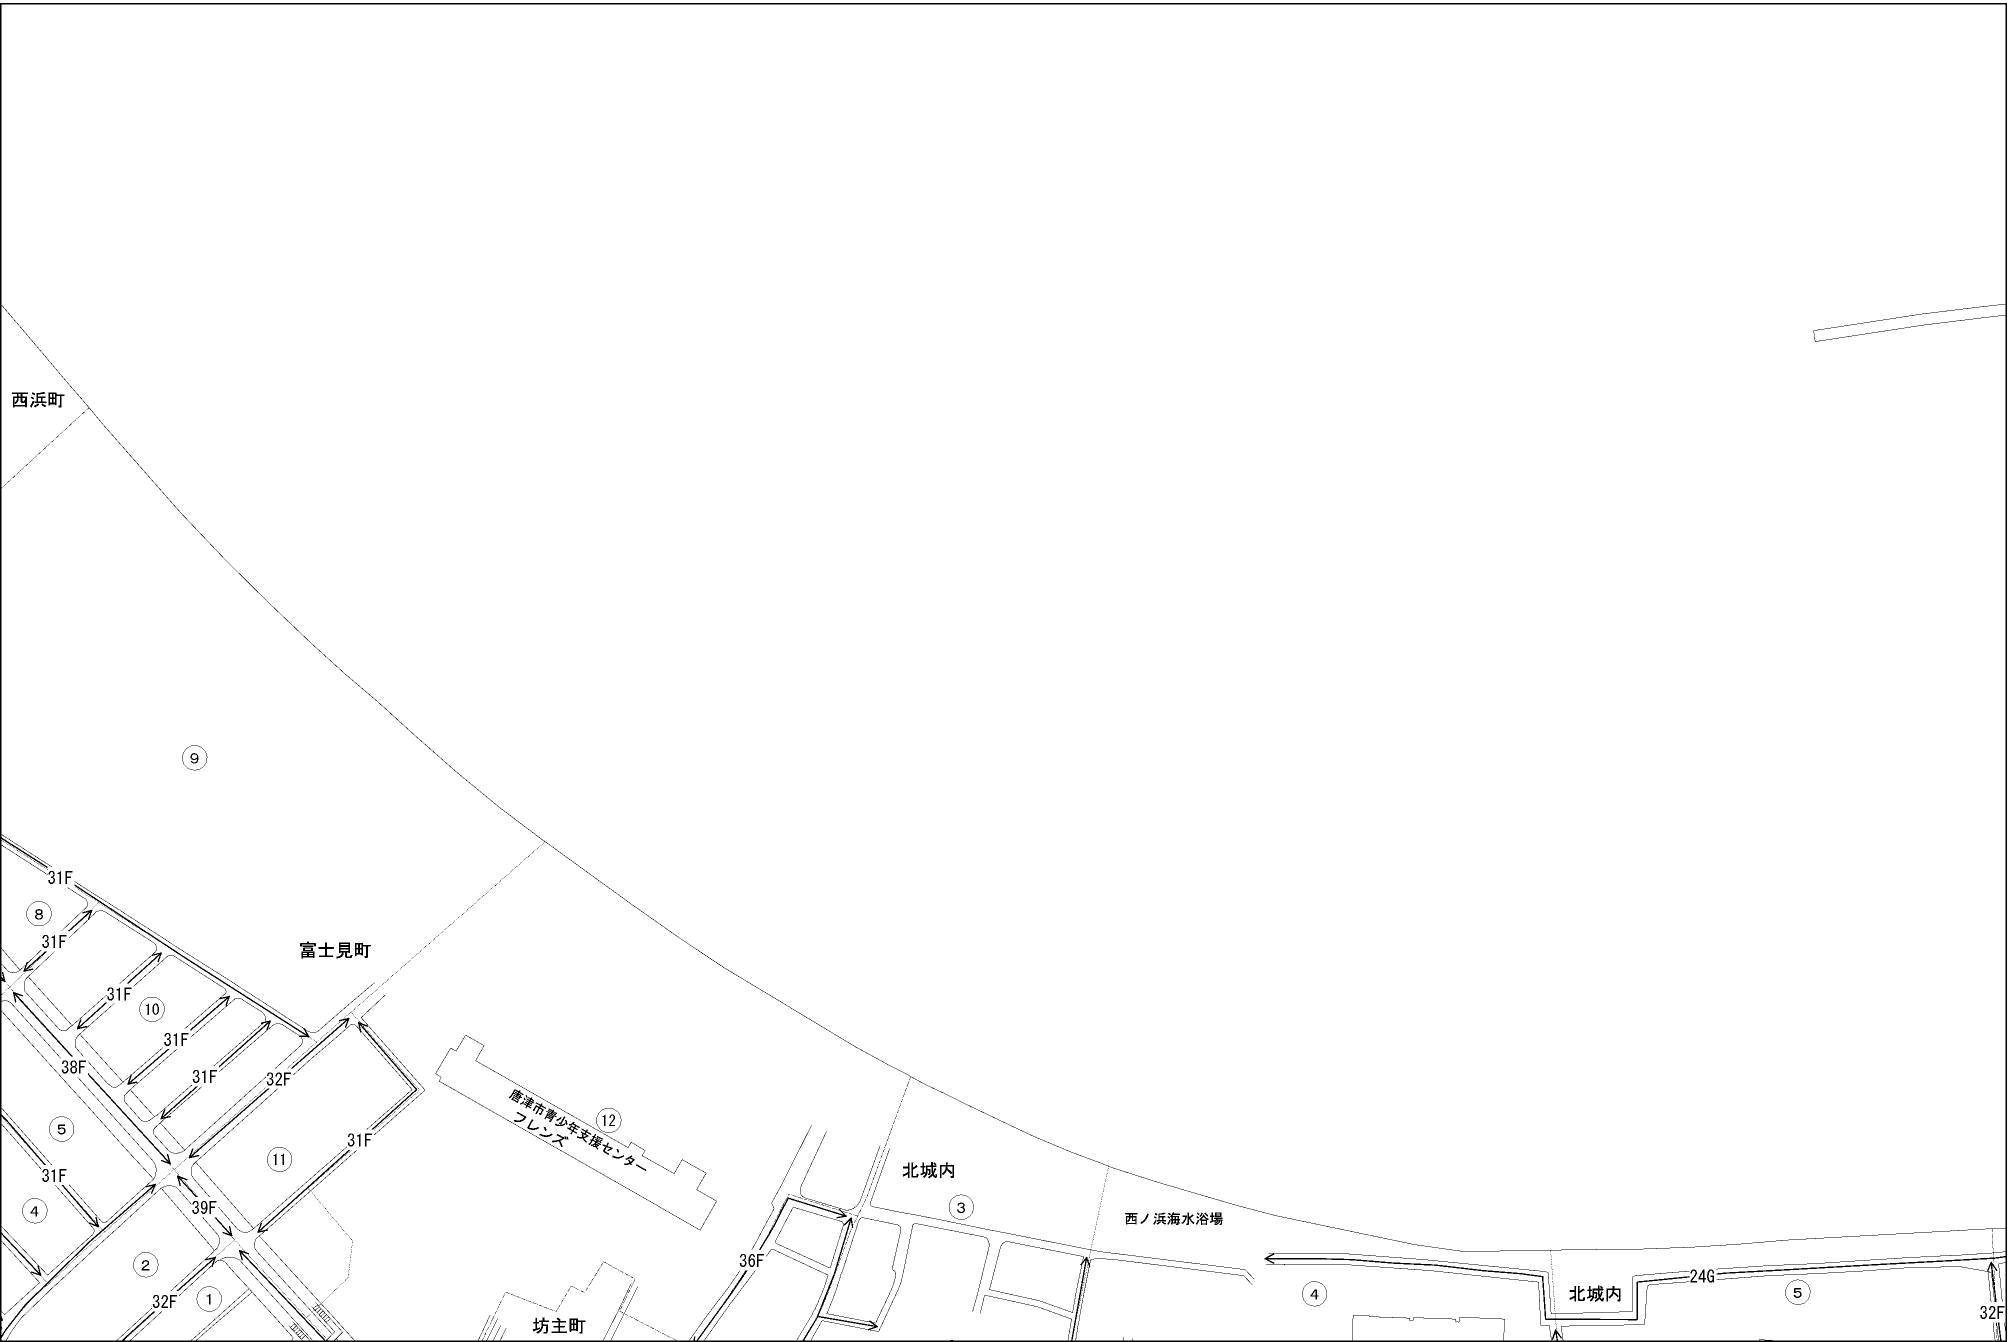 西浜町
⑨
31F
⑧
31F
富士見町
31F
⑩
31F
38F
31F
32F
唐津市青少年支援センター
フレンズ
⑫
⑤
31F
⑪
31F
北城内
④
39F
③
西ノ浜海水浴場
②
36F
32F
①
坊主町
④
北城内
24G
⑤
32F